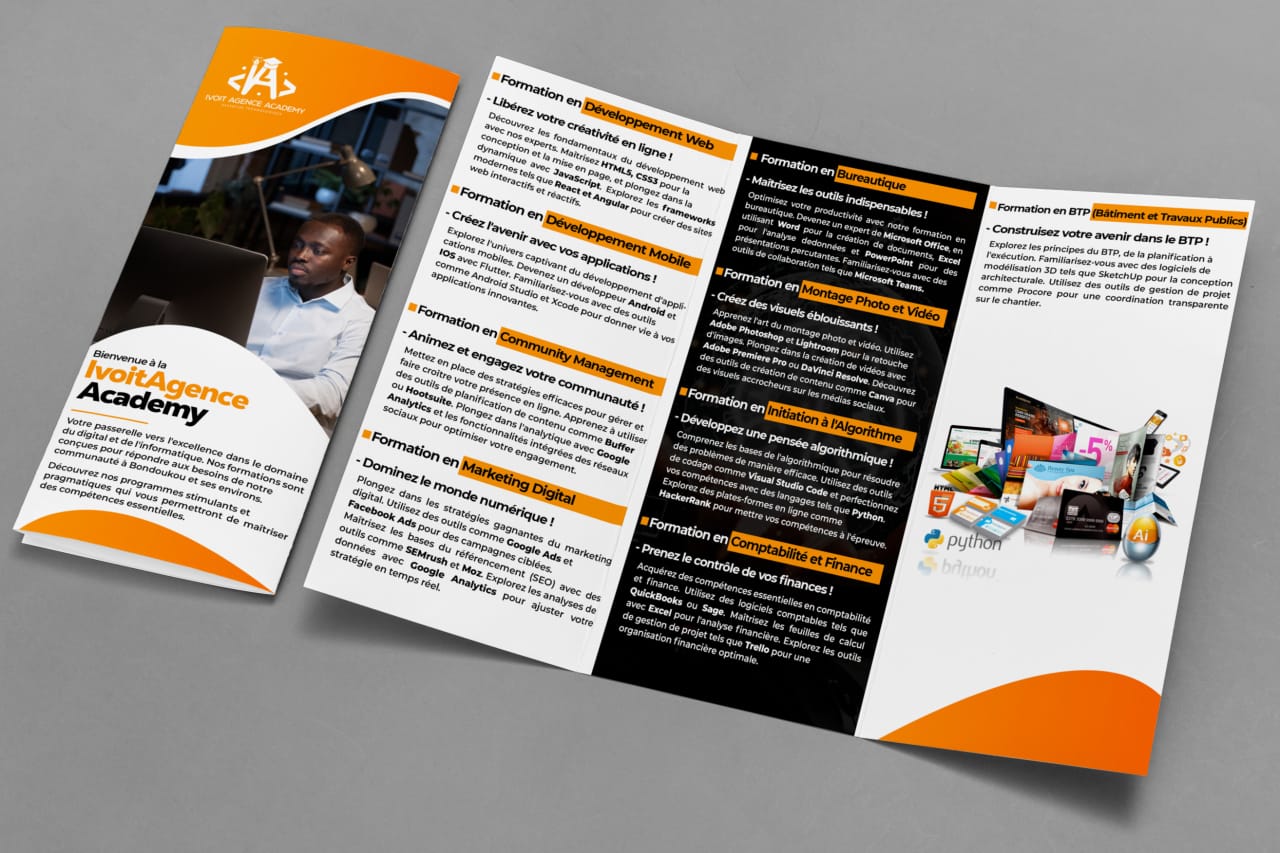 IVOIT AGENCE ACADEMY
Bienvenue à la
IvoitAgence
Academy
Votre passerelle vers l'excellence dans le domaine
du digital et de l'informatique. Nos formations sont
conçues pour répondre aux besoins de notre
communauté à Bondoukou et ses environs.
Découvrez nos programmes stimulants et
pragmatiques qui vous permettront de maîtriser
des compétences essentielles.
Formation en Développement Web
- Libérez votre créativité en ligne !
Découvrez les fondamentaux du développement web
avec nos experts. Maîtrisez HTML5, CSS3 pour la
conception et la mise en page, et plongez dans la
dynamique avec JavaScript. Explorez les frameworks
modernes tels que React et Angular pour créer des sites
web interactifs et réactifs.
Formation en Dévelopement Mobile
- Créez l'avenir avec vos applications !
Explorez l'univers captivant du développement d'appli-
cations mobiles. Devenez un développeur Android et
IOS avec Flutter. Familiarisez-vous avec des outils
comme Android Studio et Xcode pour donner vie à vos
applications innovantes.
Formation en Community Management
- Animez et engagez votre communauté !
Mettez en place des stratégies efficaces pour gérer et
faire croître votre présence en ligne. Apprenez à utiliser
des outils de planification de contenu comme Buffer
ou Hootsuite. Plongez dans l'analytique avec Google
Analytics et les fonctionnalités intégrées des réseaux
sociaux pour optimiser votre engagement.
Formation en Marketing Digital
- Dominez le monde numérique !
Plongez dans les stratégies gagnantes du marketing
digital. Utilisez des outils comme Google Ads et
Facebook Ads pour des campagnes ciblées.
Maîtrisez les bases du référencement (SEO) avec des
outils comme SEMrush et Moz. Explorez les analyses de
données avec Google Analytics pour ajuster votre
stratégie en temps réel.
Formation en Bureautique
- Maîtrisez les outils indispensables !
Optimisez votre productivité avec notre formation en
bureautique. Devenez un expert de Microsoft Office, en
utilisant Word pour la création de documents, Excel
pour l'analyse dedonnées et PowerPoint pour des
présentations percutantes. Familiarisez-vous avec des
outils de collaboration tels que Microsoft Teams.
Formation en Montage Photo et Vidéo
- Créez des visuels éblouissants !
Apprenez l'art du montage photo et vidéo. Utilisez
Adobe Photoshop et Lightroom pour la retouche
d'images. Plongez dans la création de vidéos avec
Adobe Premiere Pro ou DaVinci Resolve. Découvrez
des outils de création de contenu comme Canva pour
des visuels accrocheurs sur les médias sociaux.
Formation en Initiation à l'Algorithme
- Développez une pensée algorithmique !
Comprenez les bases de l'algorithmique pour résoudre
des problèmes de manière efficace. Utilisez des outils
de codage comme Visual Studio Code et perfectionnez
vos compétences avec des langages tels que Python.
Explorez des plates-formes en ligne comme
HackerRank pour mettre vos compétences à l'épreuve.
Formation en Comptabilité et Finance
- Prenez le contrôle de vos finances !
Acquérez des compétences essentielles en comptabilité
et finance. Utilisez des logiciels comptables tels que
QuickBooks ou Sage. Maîtrisez les feuilles de calcul
avec Excel pour l'analyse financière. Explorez les outils
de gestion de projet tels que Trello pour une
organisation financière optimale.
Formation en BTP (Bâtiment et Travaux Publics)
- Construisez votre avenir dans le BTP !
Explorez les principes du BTP, de la planification à
l'exécution. Familiarisez-vous avec des logiciels de
modélisation 3D tels que SketchUp pour la conception
architecturale. Utilisez des outils de gestion de projet
comme Procore pour une coordination transparente
sur le chantier.
-5%
HTML
5
Ai
python